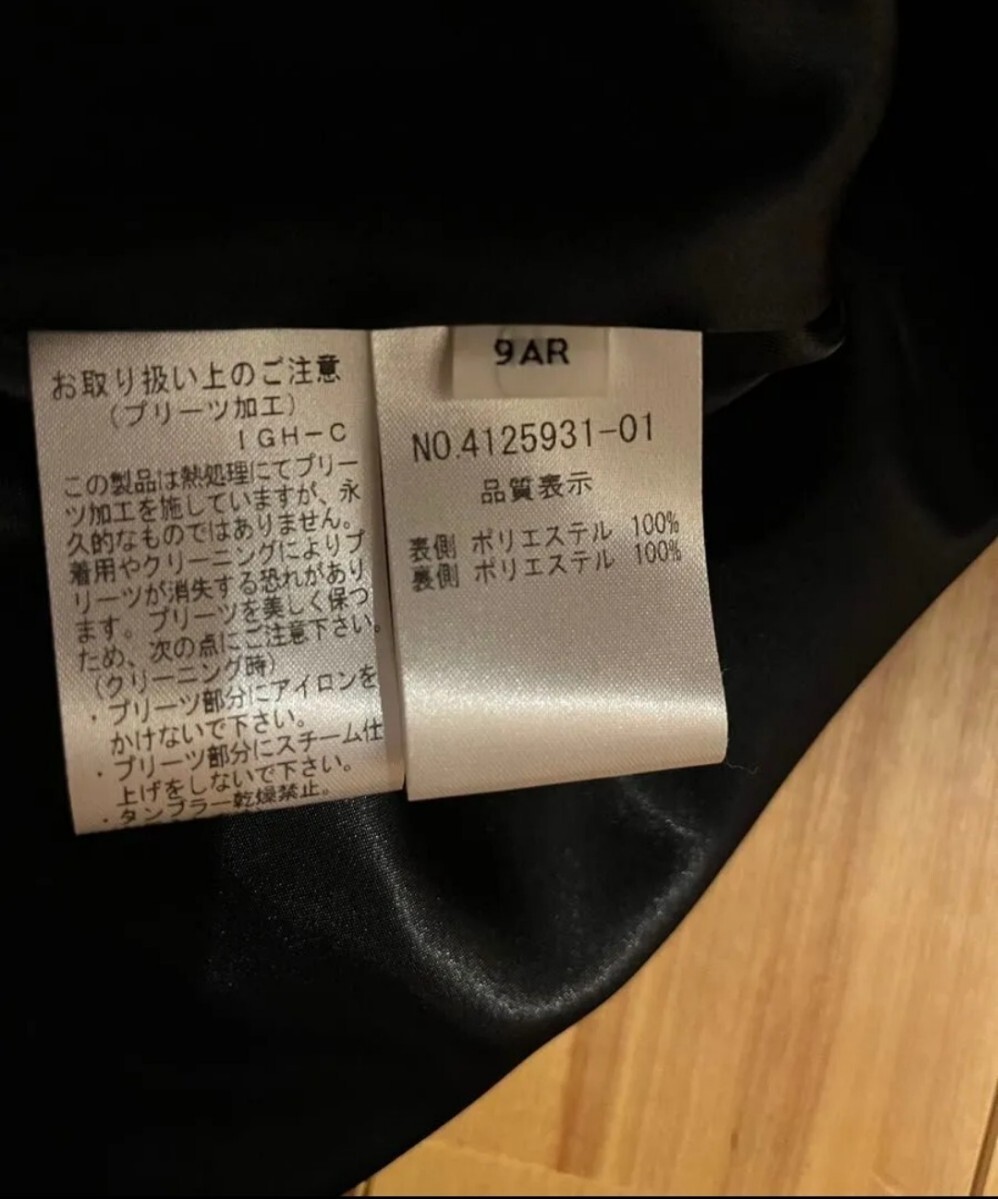 お取り扱い上のご注意
（プリーツ加工）
IGH-C
この製品は熱処理にてプリー
ツ加工を施していますが、永
久的なものではありません。
着用やクリーニングによりプ
リーツが消失する恐れがあり
ます。プリーツを美しく保つ
ため、次の点にご注意下さい。
（クリーニング時）
・プリーツ部分にアイロンを
かけないで下さい。
・プリーツ部分にスチーム仕
上げをしないで下さい。
・タンブラー乾燥禁止。
9AR
NO.4125931-01
品質表示
表側 ポリエステル 100%
裏側 ポリエステル 100%